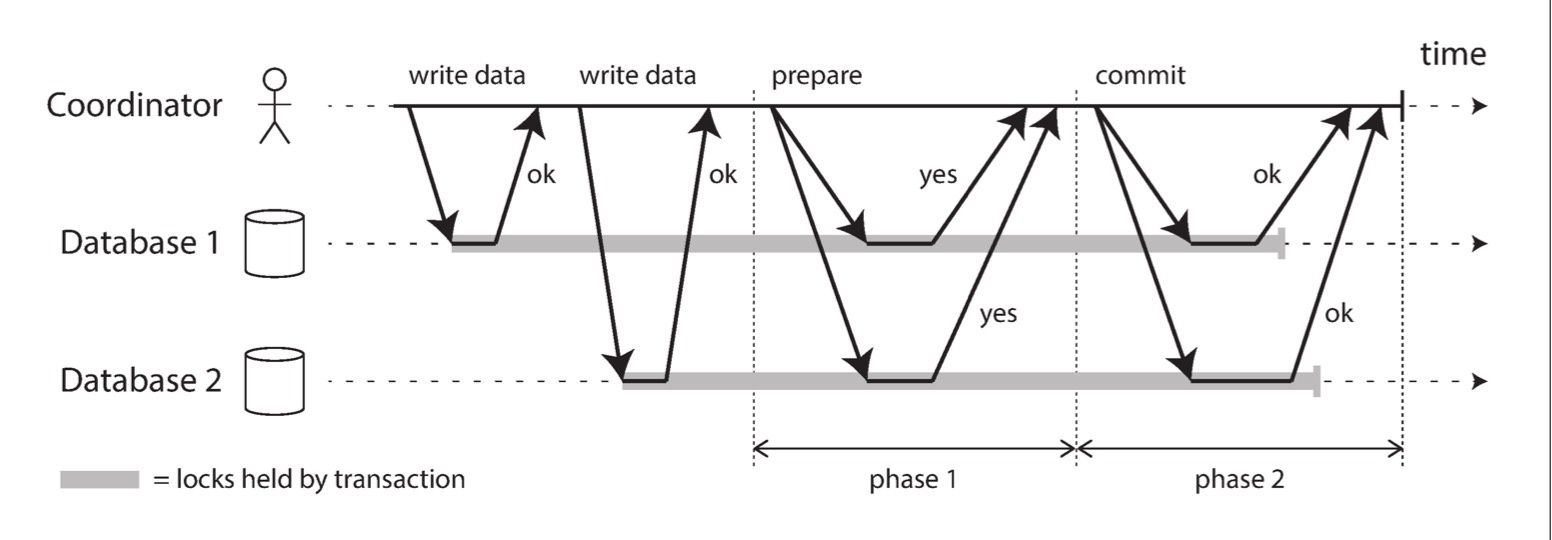 time
write data
write data
prepare
commit
Coordinator
ok
ok
yes
ok
Database 1
yes
ok
Database 2
= locks held by transaction
phase 1
phase 2